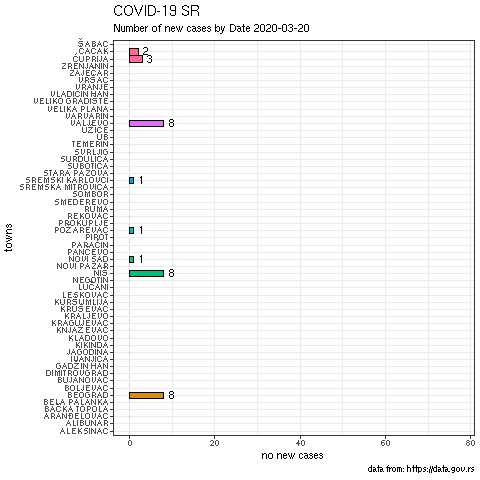 COVID-19 SR
Number of new cases by Date 2020-03-20
ŠABAC
ČAČAK
ĆUPRIJA
ZRENJANIN
ZAJEČAR
VRŠAC
VRANJE
VLADIČIN HAN
VELIKO GRADIŠTE
VELIKA PLANA
VARVARIN
VALJEVO
UŽICE
UB
TEMERIN
SVRLJIG
SURDULICA
SUBOTICA
STARA PAZOVA
SREMSKI KARLOVCI
SREMSKA MITROVICA
SOMBOR
SMEDEREVO
RUMA
REKOVAC
PROKUPLJE
POŽAREVAC
PIROT
PARAĆIN
PANČEVO
NOVI SAD
NOVI PAZAR
NIŠ
NEGOTIN
LUČANI
LESKOVAC
KURŠUMLIJA
KRUŠEVAC
KRALJEVO
KRAGUJEVAC
KNJAŽEVAC
KLADOVO
KIKINDA
JAGODINA
IVANJICA
GADŽIN HAN
DIMITROVGRAD
BUJANOVAC
BOLJEVAC
BEOGRAD
BELA PALANKA
BAČKA TOPOLA
ARANĐELOVAC
ALIBUNAR
ALEKSINAC
2
3
8
1
1
1
8
8
towns
0 20 40 60 80
no new cases
data from: https://data.gov.rs